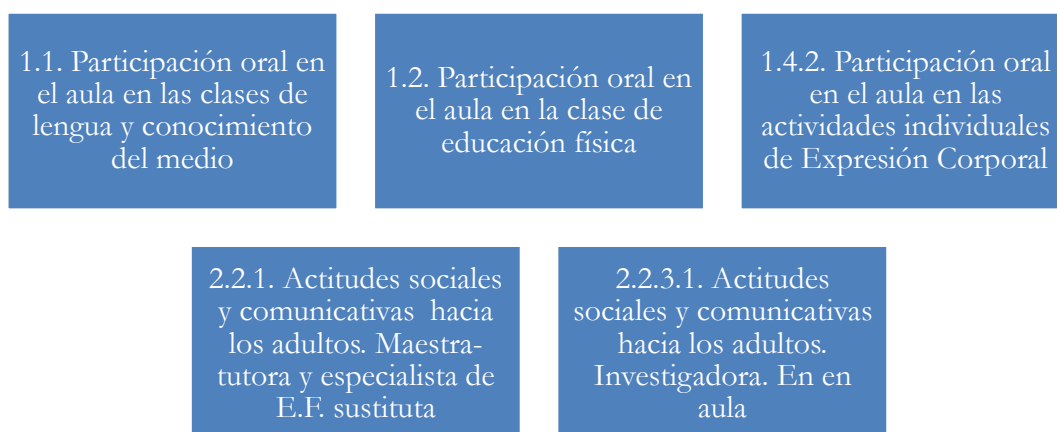 1.1. Participación oral en
el aula en las clases de
lengua y conocimiento
del medio
1.2. Participación oral en
el aula en la clase de
educación física
1.4.2. Participación oral
en el aula en las
actividades individuales
de Expresión Corporal
2.2.1. Actitudes sociales
y comunicativas hacia
los adultos. Maestra-
tutora y especialista de
E.F. sustituta
2.2.3.1. Actitudes
sociales y comunicativas
hacia los adultos.
Investigadora. En en
aula